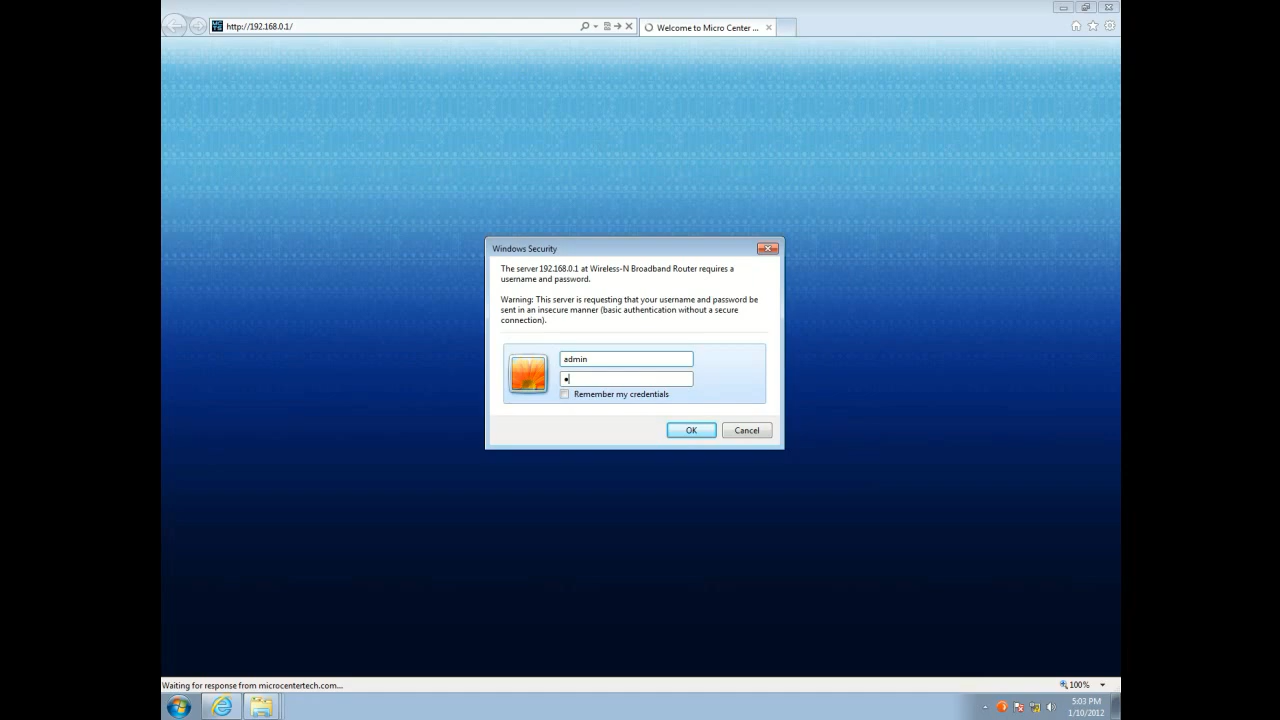 http://192.168.0.1/
Welcome to Micro Center ...
Windows Security
The server 192.168.0.1 at Wireless-N Broadband Router requires a
username and password.
Warning: This server is requesting that your username and password be
sent in an insecure manner (basic authentication without a secure
connection).
admin
Remember my credentials
OK
Cancel
Waiting for response from microcentertech.com...
100%
5:03 PM
1/10/2012